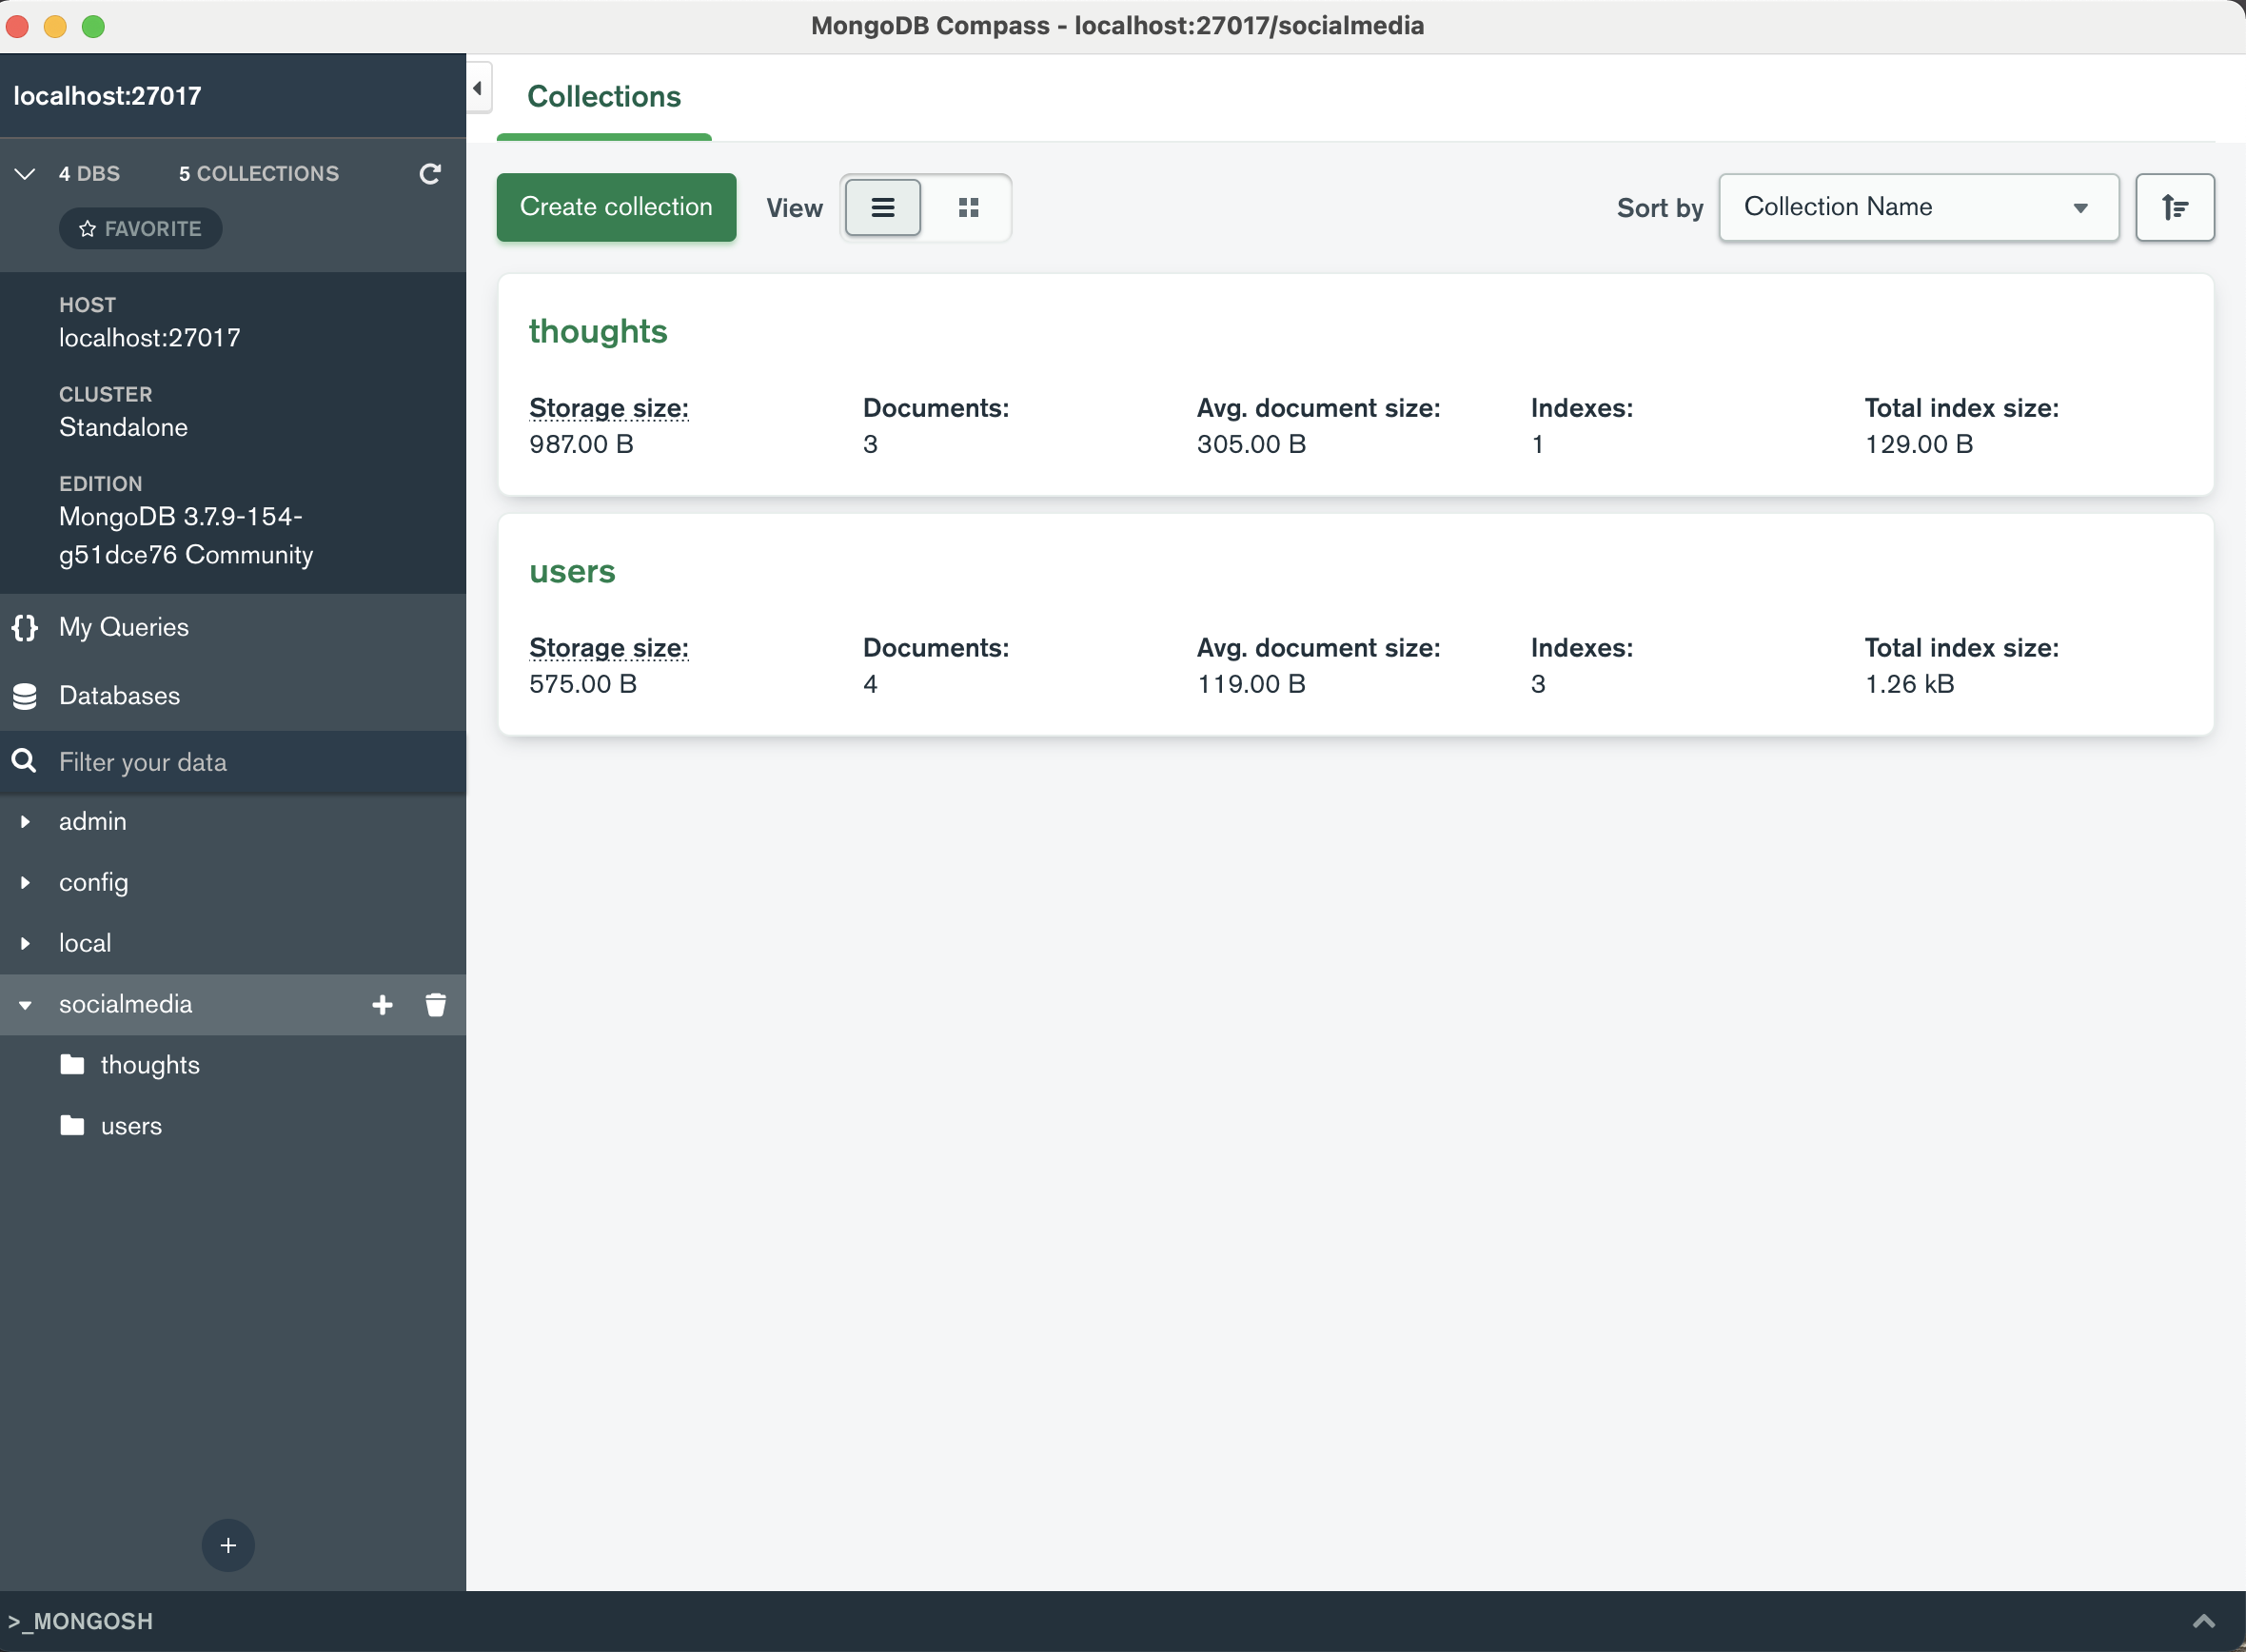 MongoDB Compass - localhost:27017/socialmedia
localhost:27017
4 DBS 5 COLLECTIONS
FAVORITE
HOST
localhost:27017
CLUSTER
Standalone
EDITION
MongoDB 3.7.9-154-
g51dce76 Community
{} My Queries
Databases
Filter your data
admin
config
local
socialmedia
thoughts
users
>_MONGOSH
Collections
Create collection View Sort by Collection Name
thoughts
Storage size: Documents: Avg. document size: Indexes: Total index size:
987.00 B 3 305.00 B 1 129.00 B
users
Storage size: Documents: Avg. document size: Indexes: Total index size:
575.00 B 4 119.00 B 3 1.26 kB